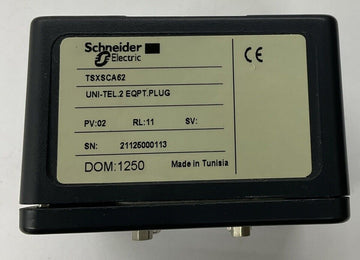 Schneider
Electric
CE
TSXSCA62
UNI-TEL.2 EQPT.PLUG
PV:02 RL:11 SV:
SN: 21125000113
DOM:1250 Made in Tunisia